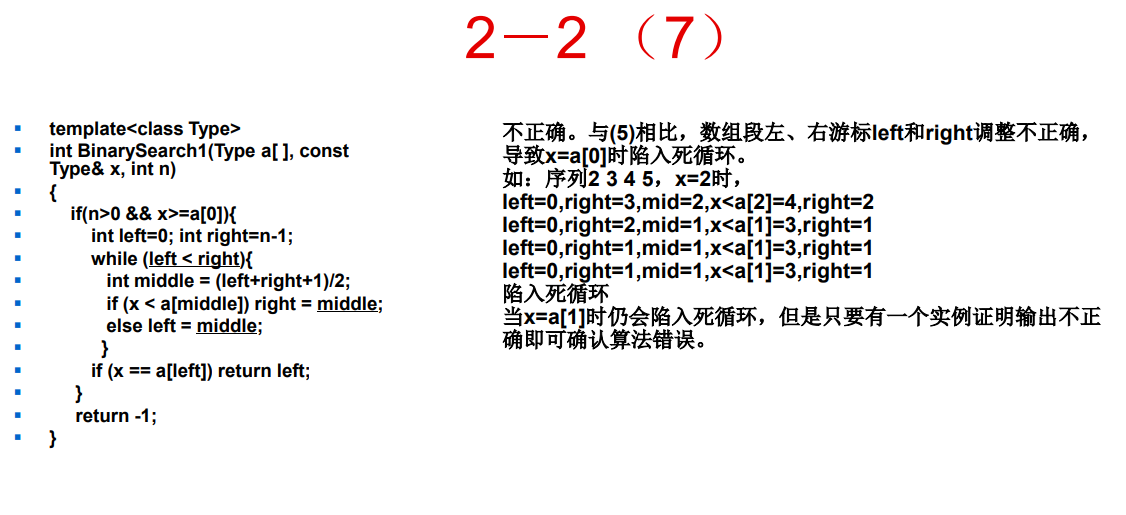 2－2 （7）
template<class Type>
int BinarySearch1(Type a[ ], const
Type& x, int n)
{
if(n>0 && x>=a[0]){
int left=0; int right=n-1;
while (left < right){
int middle = (left+right+1)/2;
if (x < a[middle]) right = middle;
else left = middle;
}
if (x == a[left]) return left;
}
return -1;
}
不正确。与(5)相比，数组段左、右游标left和right调整不正确，
导致x=a[0]时陷入死循环。
如：序列2 3 4 5，x=2时，
left=0,right=3,mid=2,x<a[2]=4,right=2
left=0,right=2,mid=1,x<a[1]=3,right=1
left=0,right=1,mid=1,x<a[1]=3,right=1
left=0,right=1,mid=1,x<a[1]=3,right=1
陷入死循环
当x=a[1]时仍会陷入死循环，但是只要有一个实例证明输出不正
确即可确认算法错误。